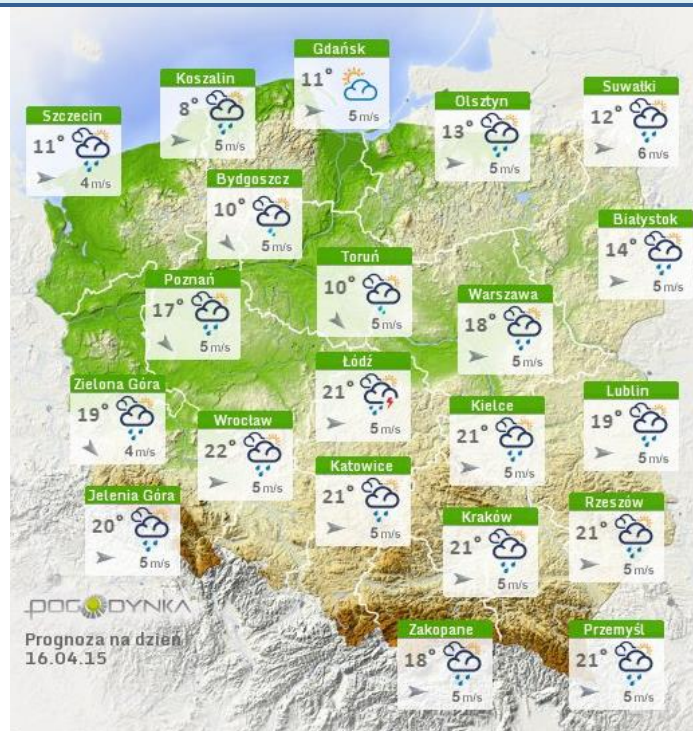 Gdańsk
11°
5 m/s
Koszalin
8°
5 m/s
Szczecin
11°
4 m/s
Olsztyn
13°
5 m/s
Suwałki
12°
6 m/s
Bydgoszcz
10°
5 m/s
Białystok
14°
5 m/s
Toruń
10°
5 m/s
Poznań
17°
5 m/s
Warszawa
18°
5 m/s
Łódź
21°
5 m/s
Zielona Góra
19°
4 m/s
Wrocław
22°
5 m/s
Kielce
21°
5 m/s
Lublin
19°
5 m/s
Katowice
21°
5 m/s
Jelenia Góra
20°
5 m/s
Kraków
21°
5 m/s
Rzeszów
21°
5 m/s
POGODYNKA
Prognoza na dzień
16.04.15
Zakopane
18°
5 m/s
Przemyśl
21°
5 m/s